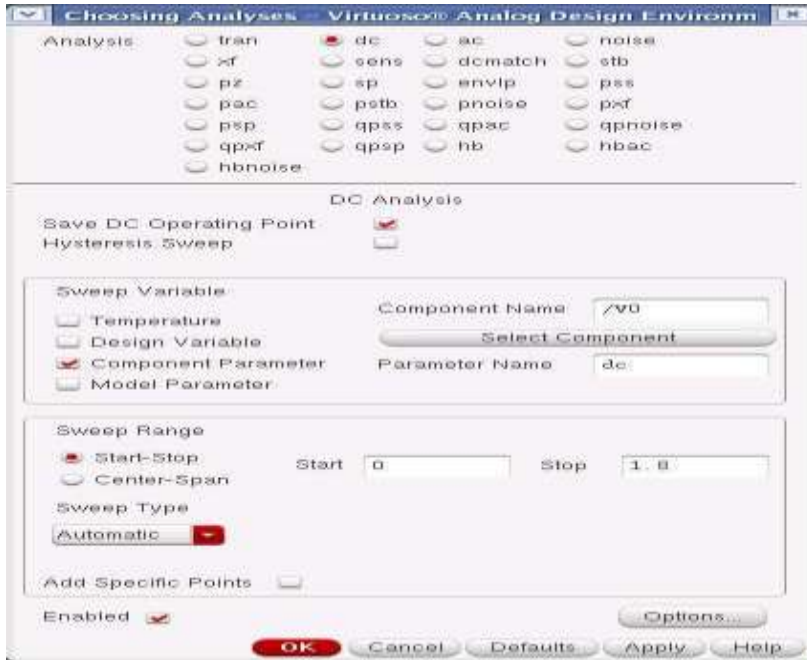 Choosing Analyses -- Virtuoso® Analog Design Environm
Analysis tran dc ac noise
xf sens dcmatch stb
pz sp envlp pss
pac pstb pnoise pxf
psp qpss qpac qpnoise
qpxf qpsp hb hbac
hbnoise
DC Analysis
Save DC Operating Point
Hysteresis Sweep
Sweep Variable
Temperature
Design Variable
Component Parameter
Model Parameter
Component Name /V0
Select Component
Parameter Name dc
Sweep Range
Start-Stop
Center-Span
Start 0 Stop 1.8
Sweep Type
Automatic
Add Specific Points
Enabled Options...
OK Cancel Defaults Apply Help